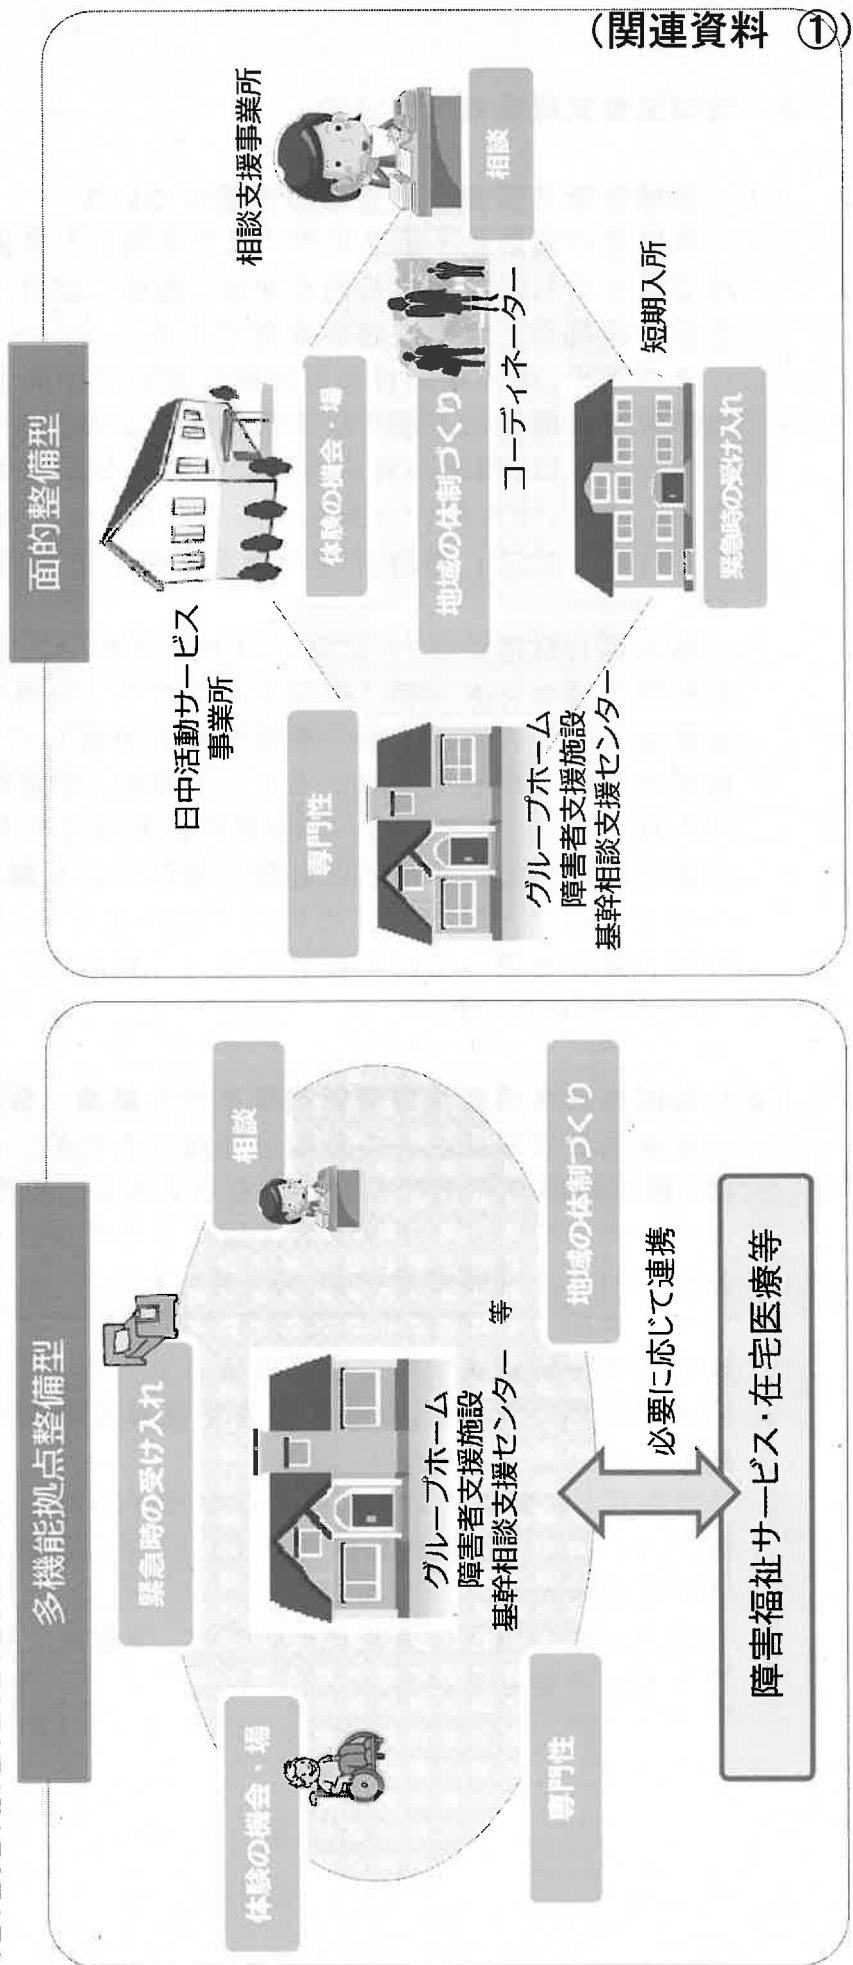 (関連資料 ①)
多機能拠点整備型
緊急時の受け入れ
相談
体験の機会・場
グループホーム
障害者支援施設
基幹相談支援センター 等
専門性
地域の体制づくり
必要に応じて連携
障害福祉サービス・在宅医療等
面的整備型
日中活動サービス
事業所
体験の機会・場
相談支援事業所
相談
専門性
グループホーム
障害者支援施設
基幹相談支援センター
地域の体制づくり
コーディネーター
短期入所
緊急時の受け入れ